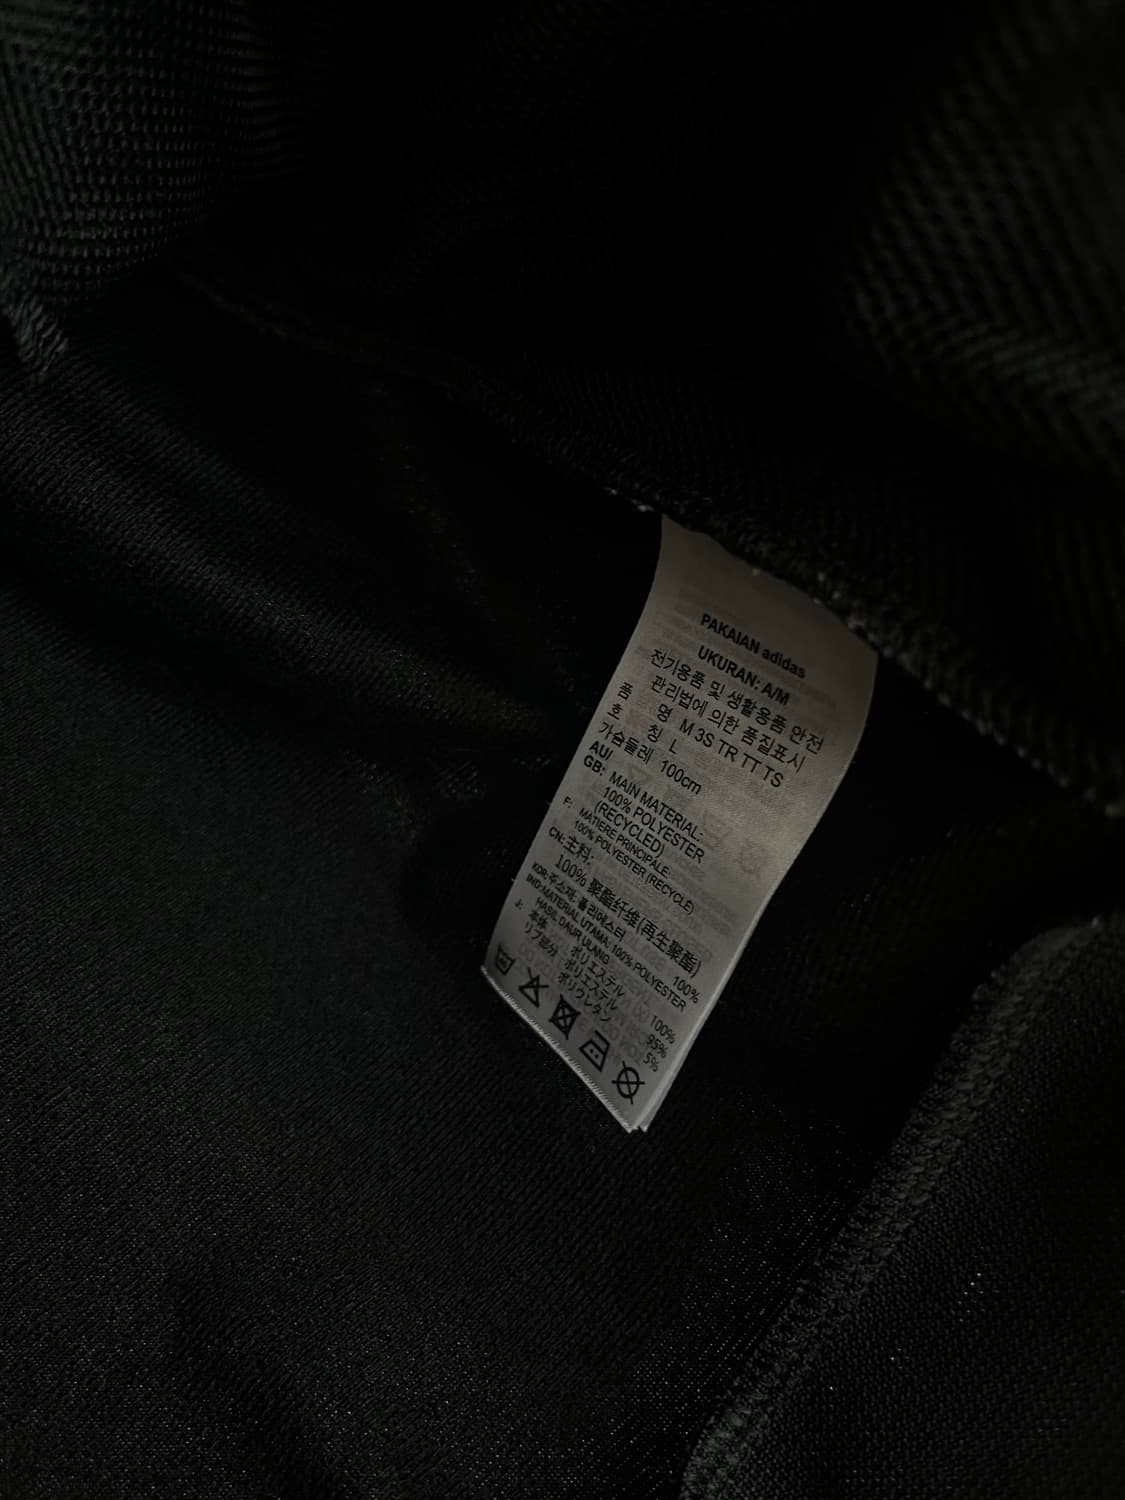 PAKAIAN adidas
UKURAN: A/M
전기용품 및 생활용품 안전
관리법에 의한 품질표시
품 명 M 3S TR TT TS
호 칭 L
가슴둘레 100cm
AU/
GB: MAIN MATERIAL:
100% POLYESTER
(RECYCLED)
F: MATIERE PRINCIPALE:
100% POLYESTER (RECYCLE)
CN: 主料:
100% 聚酯纤维(再生聚酯)
KOR: 주소재, 폴리에스터 100%
IND:MATERIAL UTAMA: 100% POLYESTER
HASIL DAUR ULANG
J: 本体 ポリエステル 100%
リブ部分 ポリエステル 95%
ポリウレタン 5%